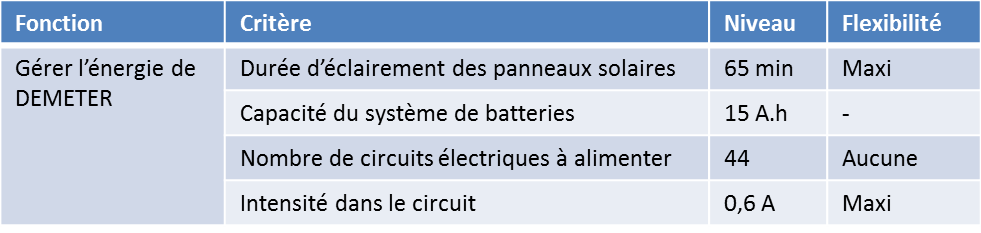 Fonction Critère Niveau Flexibilité
Gérer l’énergie de Durée d’éclairement des panneaux solaires 65 min Maxi
DEMETER Capacité du système de batteries 15 A.h -
Nombre de circuits électriques à alimenter 44 Aucune
Intensité dans le circuit 0,6 A Maxi